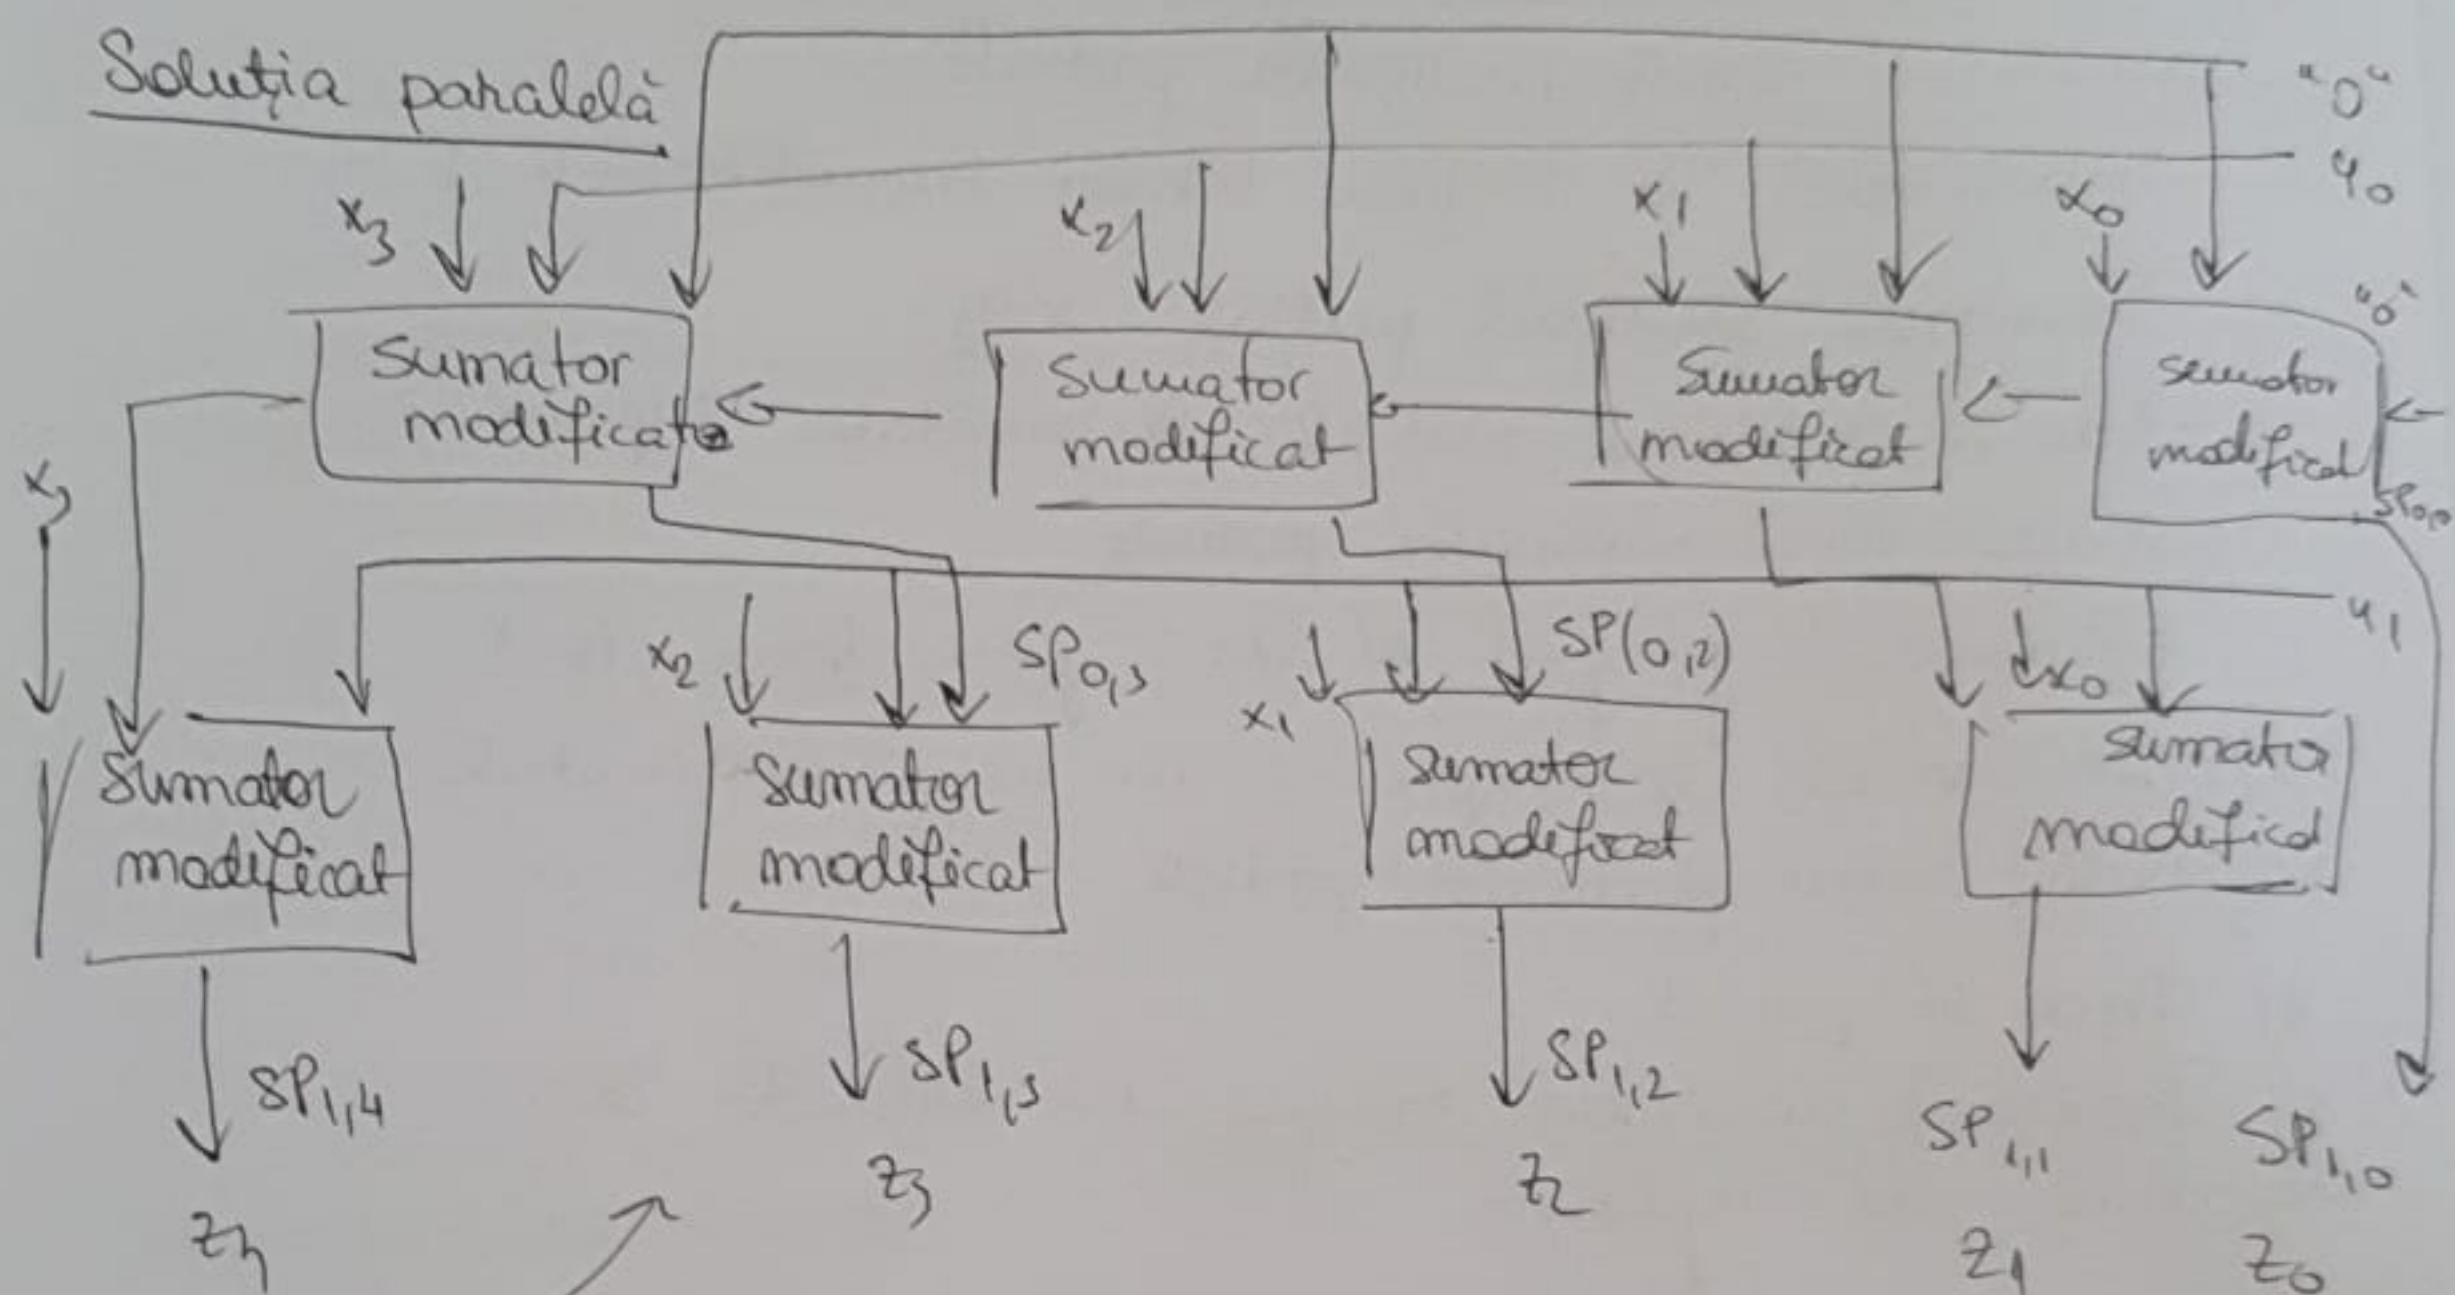 Soluția paralelă
"0"
y0
x3
x2
x1
x0
"0"
Sumator
modificat
Sumator
modificat
Sumator
modificat
sumator
modificat
SP0,0
x3
y1
x2
SP0,3
x1
SP(0,2)
x0
Sumator
modificat
sumator
modificat
sumator
modificat
sumator
modificat
SP1,4
SP1,3
SP1,2
SP1,1
SP1,0
z4
z3
z2
z1
z0